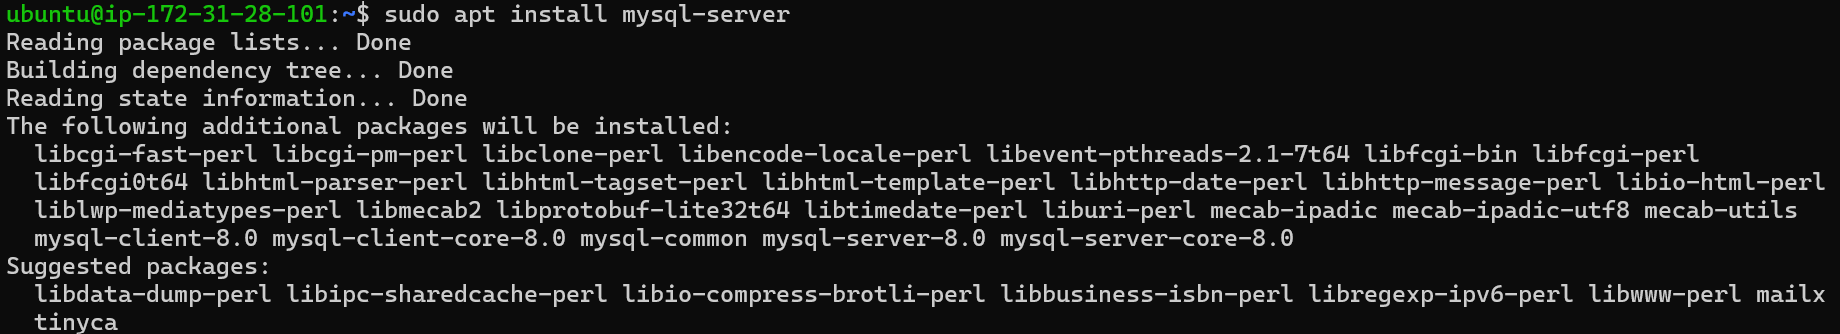 ubuntu@ip-172-31-28-101:~$ sudo apt install mysql-server
Reading package lists... Done
Building dependency tree... Done
Reading state information... Done
The following additional packages will be installed:
  libcgi-fast-perl libcgi-pm-perl libclone-perl libencode-locale-perl libevent-pthreads-2.1-7t64 libfcgi-bin libfcgi-perl
  libfcgi0t64 libhtml-parser-perl libhtml-tagset-perl libhtml-template-perl libhttp-date-perl libhttp-message-perl libio-html-perl
  liblwp-mediatypes-perl libmecab2 libprotobuf-lite32t64 libtimedate-perl liburi-perl mecab-ipadic mecab-ipadic-utf8 mecab-utils
  mysql-client-8.0 mysql-client-core-8.0 mysql-common mysql-server-8.0 mysql-server-core-8.0
Suggested packages:
  libdata-dump-perl libipc-sharedcache-perl libio-compress-brotli-perl libbusiness-isbn-perl libregexp-ipv6-perl libwww-perl mailx
  tinyca